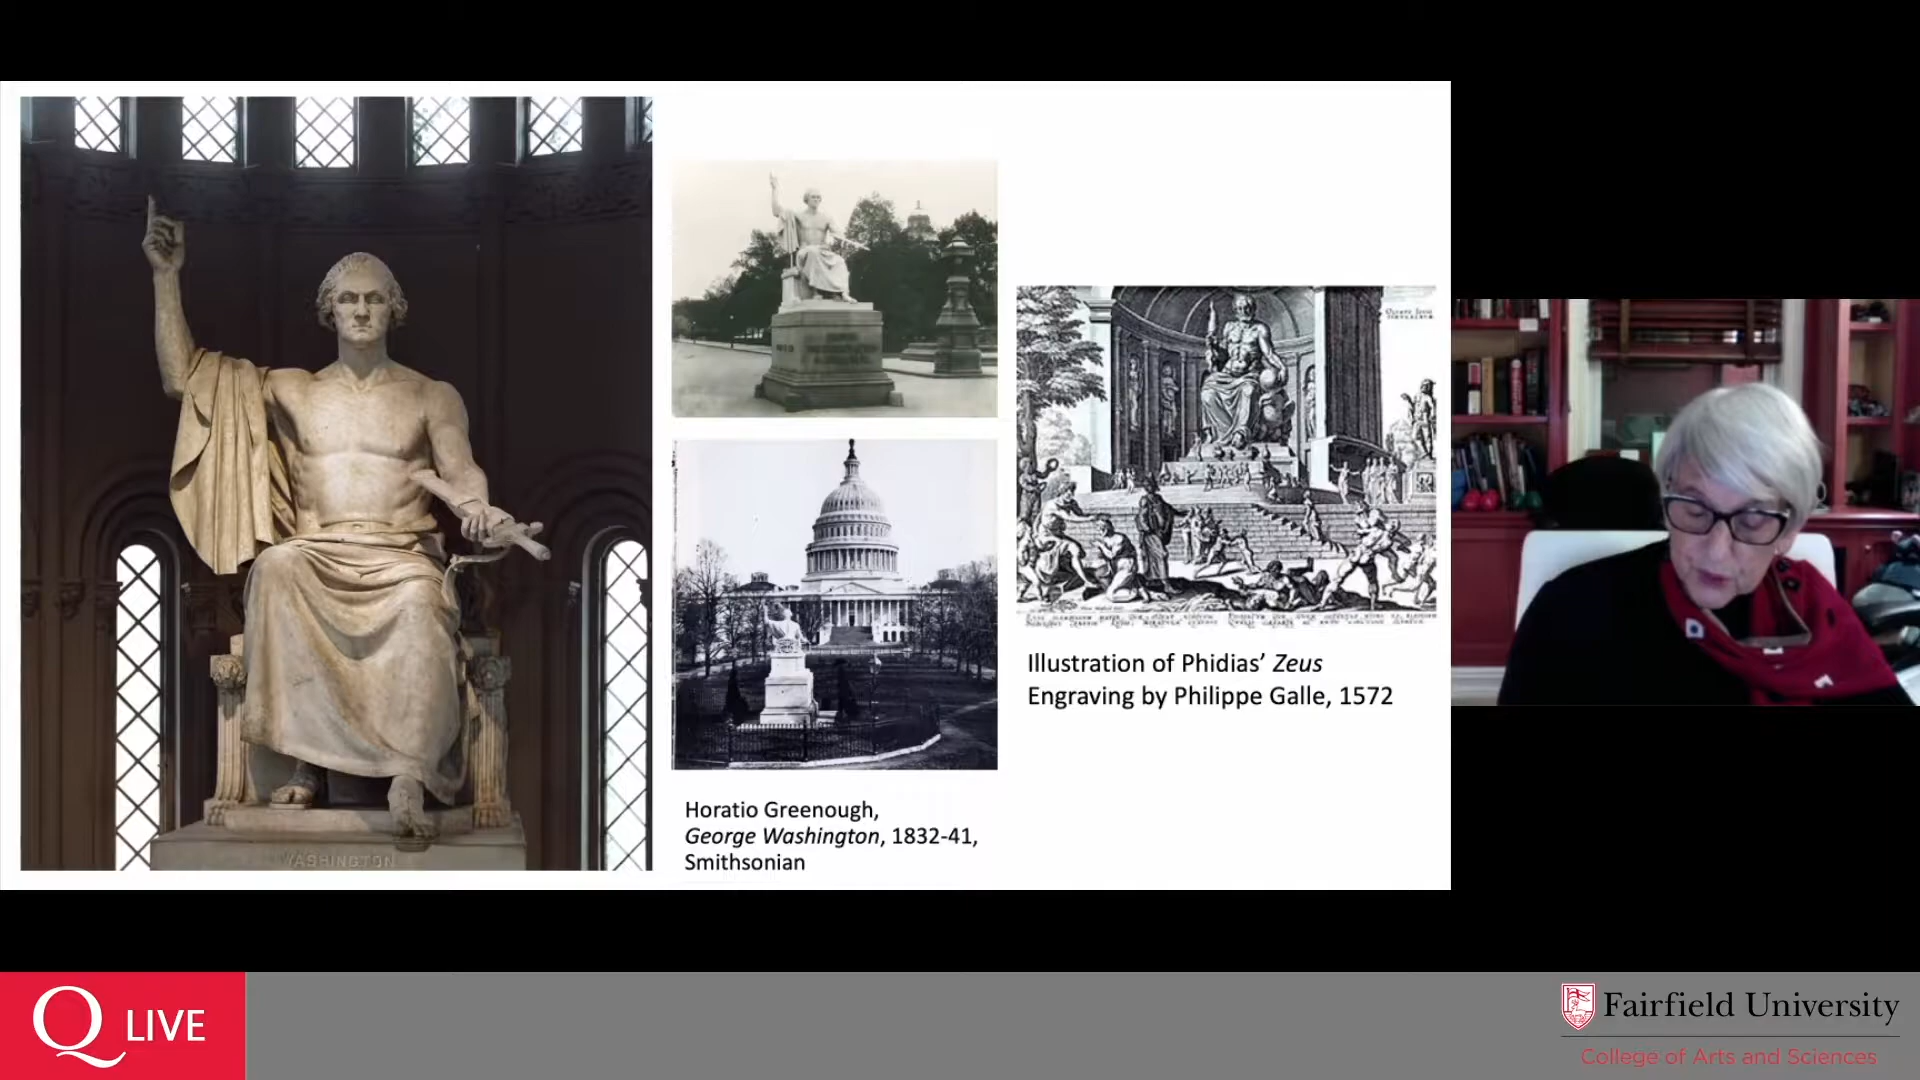 WASHINGTON
Horatio Greenough,
George Washington, 1832-41,
Smithsonian
Illustration of Phidias’ Zeus
Engraving by Philippe Galle, 1572
Q LIVE
Fairfield University
College of Arts and Sciences